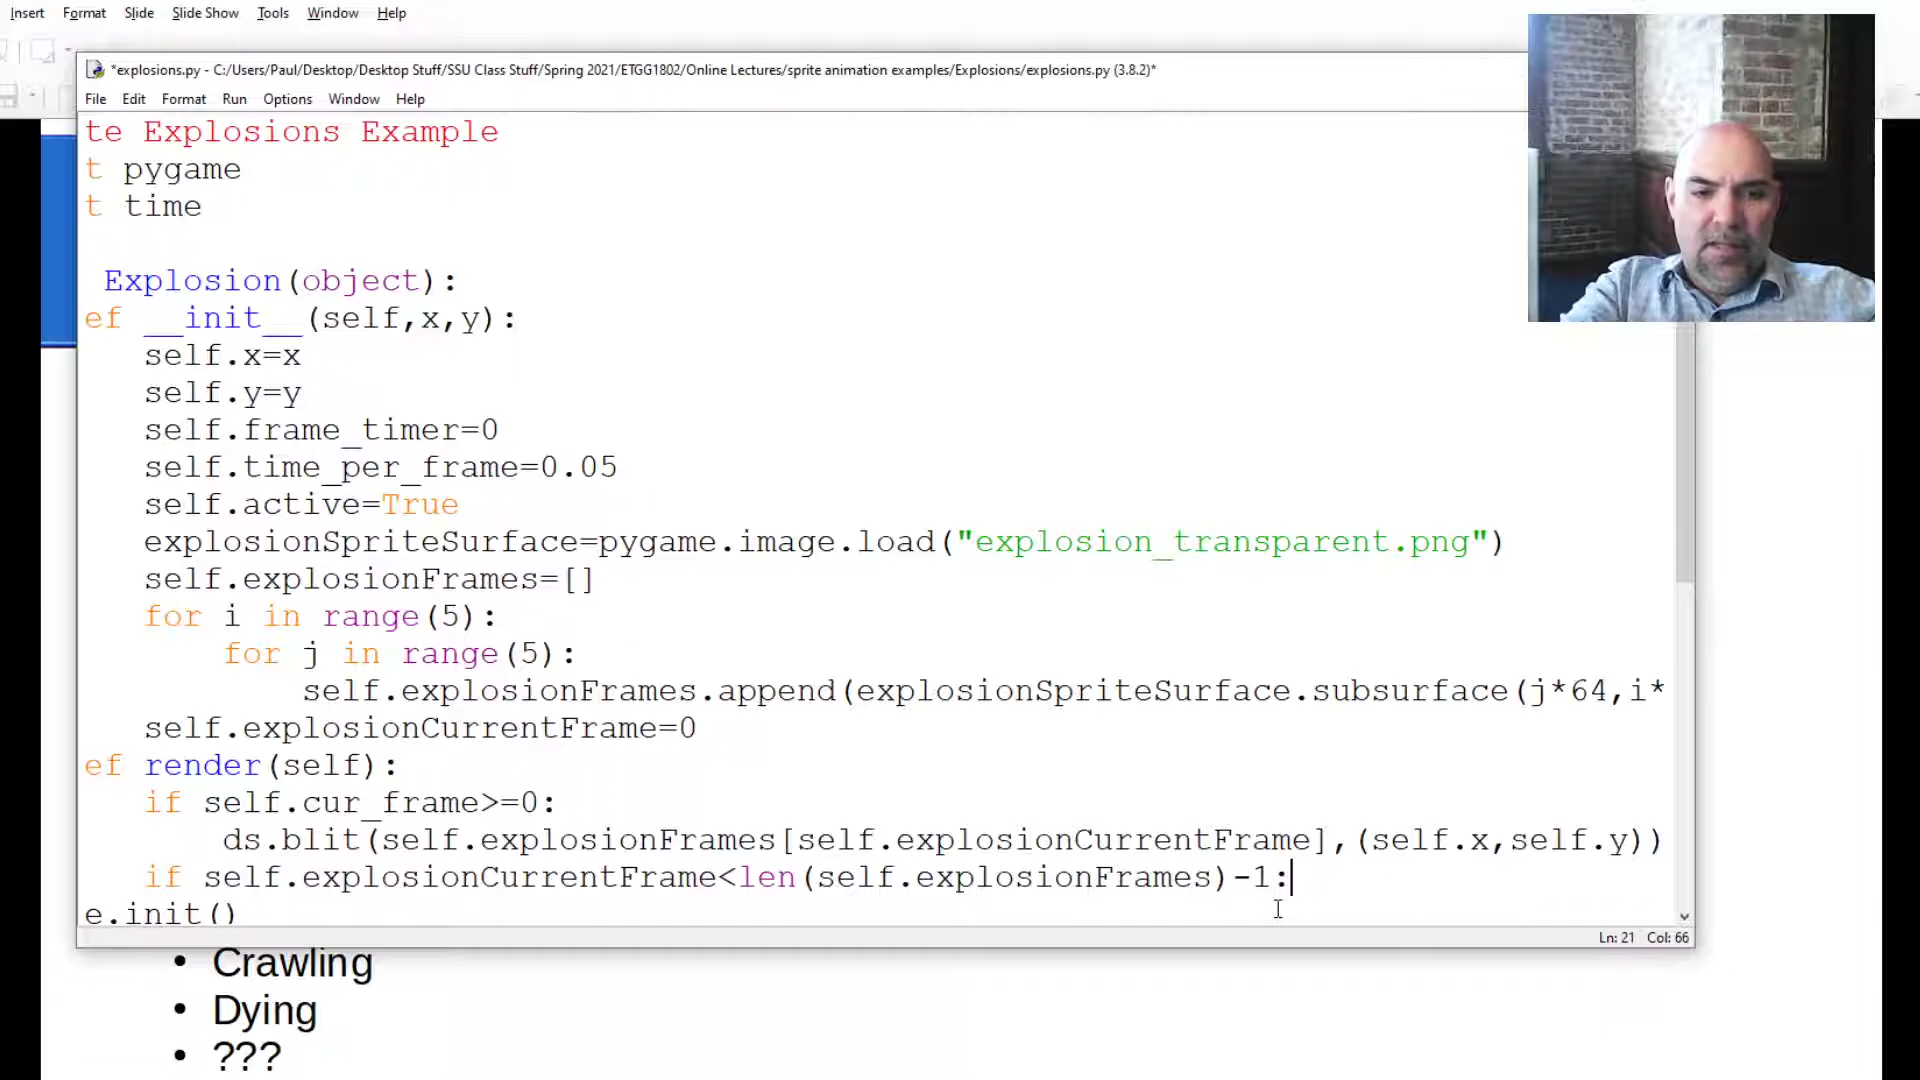 Insert Format Slide Slide Show Tools Window Help
*explosions.py - C:/Users/Paul/Desktop/Desktop Stuff/SSU Class Stuff/Spring 2021/ETGG1802/Online Lectures/sprite animation examples/Explosions/explosions.py (3.8.2)*
File Edit Format Run Options Window Help
te Explosions Example
t pygame
t time
Explosion(object):
ef __init__(self,x,y):
self.x=x
self.y=y
self.frame_timer=0
self.time_per_frame=0.05
self.active=True
explosionSpriteSurface=pygame.image.load("explosion_transparent.png")
self.explosionFrames=[]
for i in range(5):
for j in range(5):
self.explosionFrames.append(explosionSpriteSurface.subsurface(j*64,i*
self.explosionCurrentFrame=0
ef render(self):
if self.cur_frame>=0:
ds.blit(self.explosionFrames[self.explosionCurrentFrame],(self.x,self.y))
if self.explosionCurrentFrame<len(self.explosionFrames)-1:
e.init()
Ln: 21 Col: 66
• Crawling
• Dying
• ???